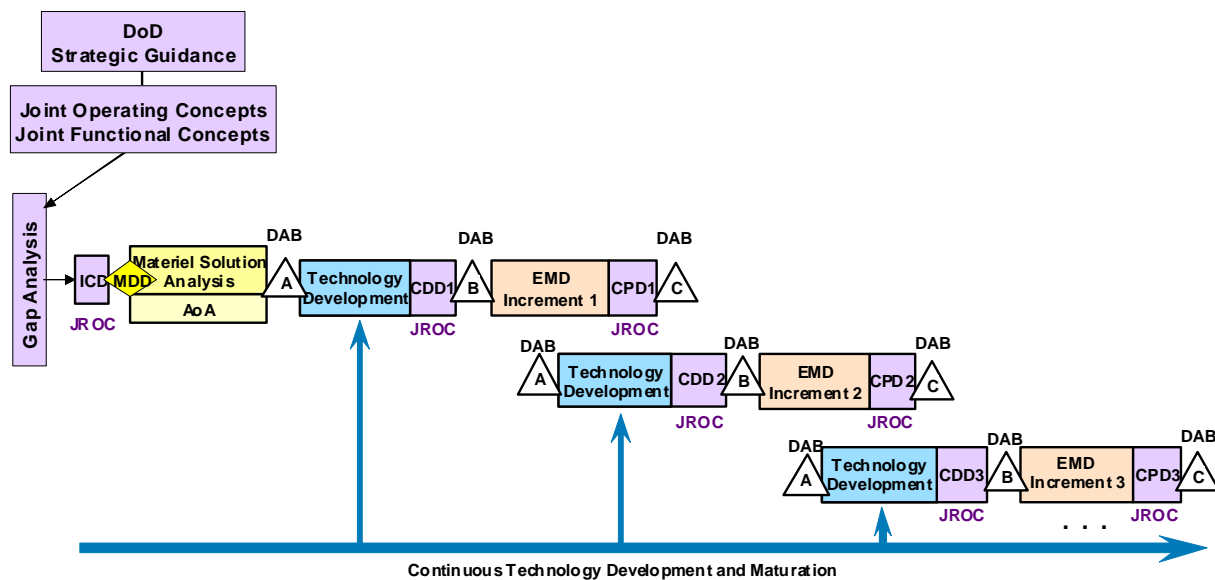 DoD
Strategic Guidance
Joint Operating Concepts
Joint Functional Concepts
Gap Analysis
ICD
JROC
MDD
Materiel Solution
Analysis
AoA
DAB
A
Technology
Development
CDD1
JROC
DAB
B
EMD
Increment 1
CPD1
JROC
DAB
C
DAB
A
Technology
Development
CDD2
JROC
DAB
B
EMD
Increment 2
CPD2
JROC
DAB
C
DAB
A
Technology
Development
CDD3
JROC
DAB
B
EMD
Increment 3
. . .
CPD3
JROC
DAB
C
Continuous Technology Development and Maturation